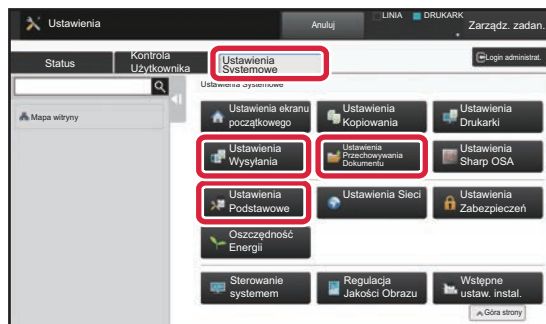 Ustawienia
Anuluj
LINIA
DRUKARK
Zarządz. zadan.
Status
Kontrola
Użytkownika
Ustawienia
Systemowe
Login administrat.
Ustawienia Systemowe
Mapa witryny
Ustawienia ekranu
początkowego
Ustawienia
Kopiowania
Ustawienia
Drukarki
Ustawienia
Wysyłania
Ustawienia
Przechowywania
Dokumentu
Ustawienia
Sharp OSA
Ustawienia
Podstawowe
Ustawienia Sieci
Ustawienia
Zabezpieczeń
Oszczędność
Energii
Sterowanie
systemem
Regulacja
Jakości Obrazu
Wstępne
ustaw. instal.
Góra strony